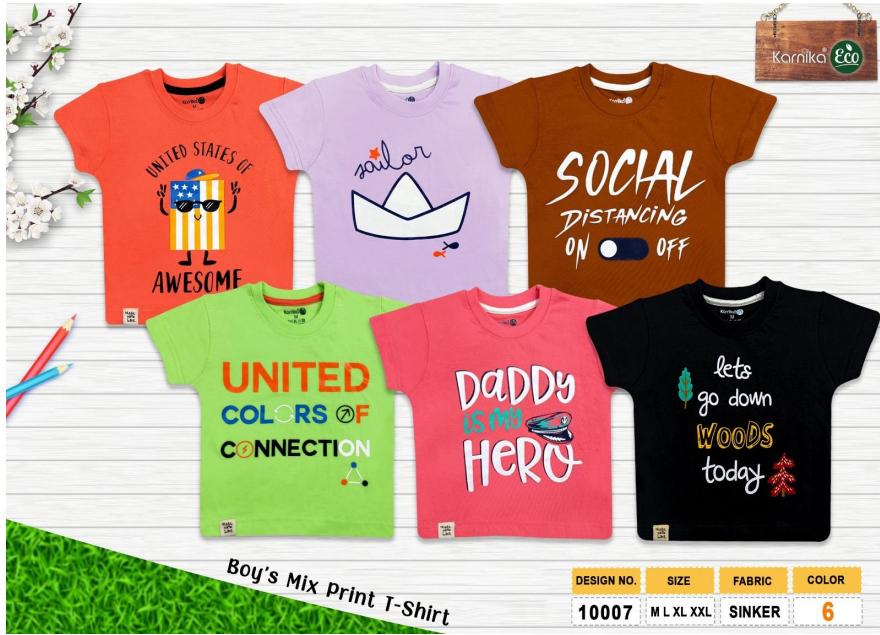 Karnika Eco
UNITED STATES OF
AWESOME
sailor
SOCIAL
DISTANCING
ON OFF
UNITED
COLORS OF
CONNECTION
DADDY
IS MY
HERO
lets
go down
WOODS
today
Karnika
M
Karnika
M
Boy's Mix Print T-Shirt
DESIGN NO. SIZE FABRIC COLOR
10007 M L XL XXL SINKER 6